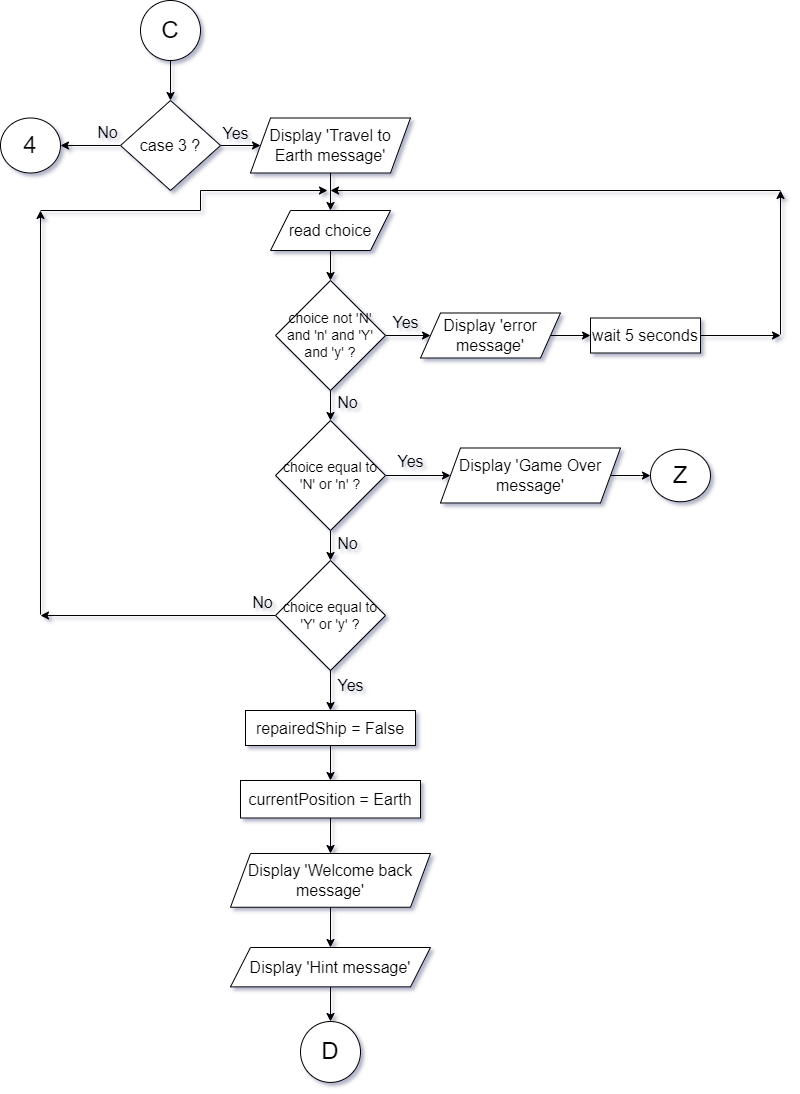 C
No
case 3 ?
Yes
4
Display 'Travel to
Earth message'
read choice
choice not 'N'
and 'n' and 'Y'
and 'y' ?
Yes
Display 'error
message'
wait 5 seconds
No
choice equal to
'N' or 'n' ?
Yes
Display 'Game Over
message'
Z
No
No
choice equal to
'Y' or 'y' ?
Yes
repairedShip = False
currentPosition = Earth
Display 'Welcome back
message'
Display 'Hint message'
D